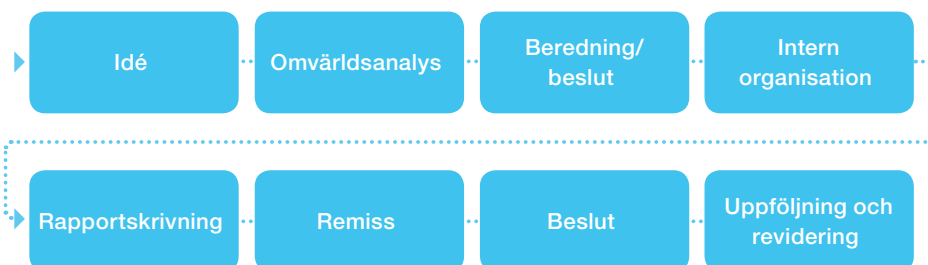 Idé
Omvärldsanalys
Beredning/
beslut
Intern
organisation
Rapportskrivning
Remiss
Beslut
Uppföljning och
revidering